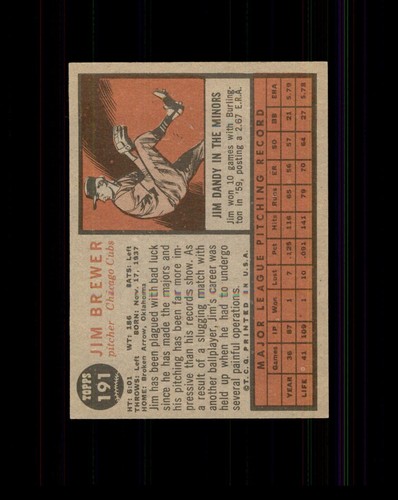 TOPPS
191
JIM BREWER
pitcher Chicago Cubs
HT: 6:01 WT: 186 BATS: Left
THROWS: Left BORN: Nov. 17, 1937
HOME: Broken Arrow, Oklahoma
Jim has been plagued with bad luck
since he has made the majors and
his pitching has been far more im-
pressive than his records show. As
a result of a slugging match with
another ballplayer, Jim's career was
held up when he had to undergo
several painful operations.
©T.C.G. PRINTED IN U.S.A.
JIM DANDY IN THE MINORS
Jim won 10 games with Burling-
ton in '59, posting a 2.67 E.R.A.
MAJOR LEAGUE PITCHING RECORD
Games IP Won Lost Pct Hits Runs ER SO BB ERA
YEAR 36 87 1 7 .125 116 65 56 57 21 5.79
LIFE 41 109 1 10 .091 141 79 70 64 27 5.78